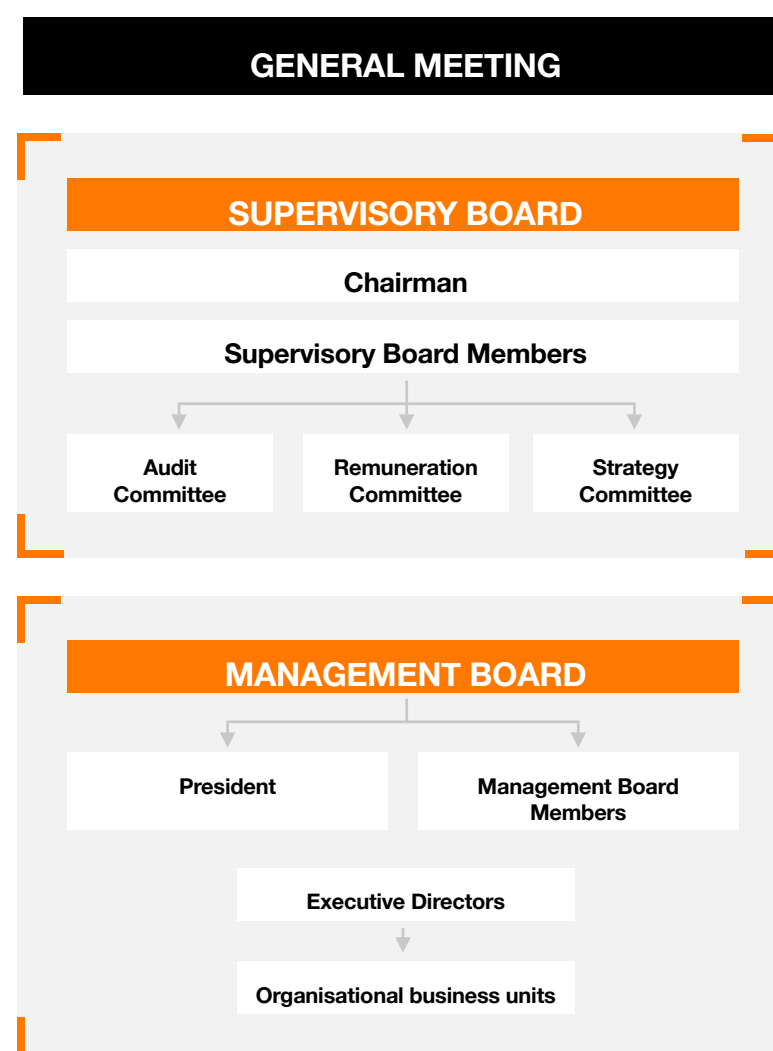 GENERAL MEETING
SUPERVISORY BOARD
Chairman
Supervisory Board Members
Audit
Committee
Remuneration
Committee
Strategy
Committee
MANAGEMENT BOARD
President
Management Board
Members
Executive Directors
Organisational business units